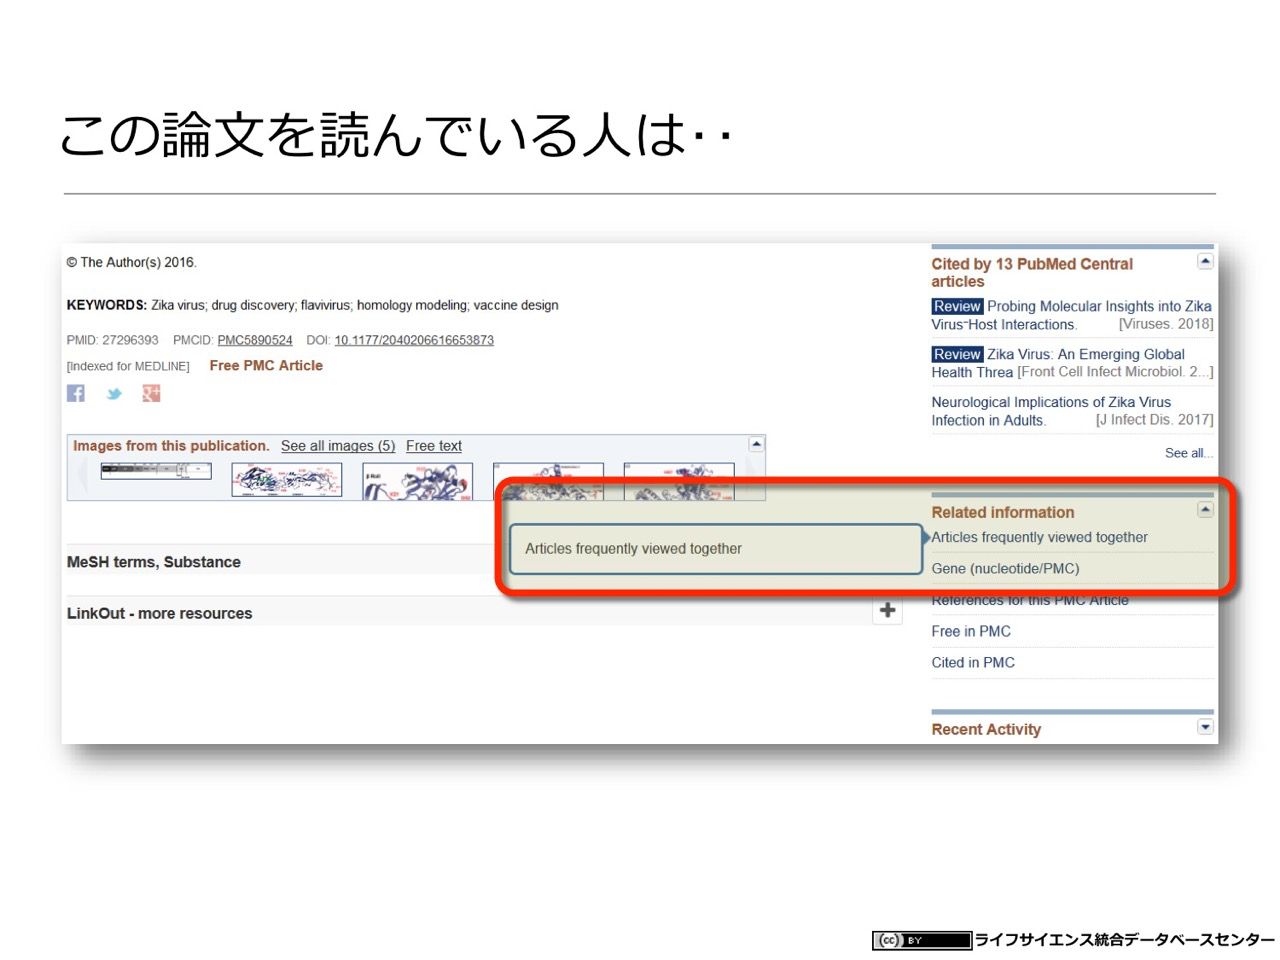 この論文を読んでいる人は‥
© The Author(s) 2016.
KEYWORDS: Zika virus; drug discovery; flavivirus; homology modeling; vaccine design
PMID: 27296393 PMCID: PMC5890524 DOI: 10.1177/2040206616653873
[Indexed for MEDLINE] Free PMC Article
Images from this publication. See all images (5) Free text
MeSH terms, Substance
LinkOut - more resources
Articles frequently viewed together
Cited by 13 PubMed Central
articles
Review Probing Molecular Insights into Zika
Virus-Host Interactions. [Viruses. 2018]
Review Zika Virus: An Emerging Global
Health Threa [Front Cell Infect Microbiol. 2...]
Neurological Implications of Zika Virus
Infection in Adults. [J Infect Dis. 2017]
See all...
Related information
Articles frequently viewed together
Gene (nucleotide/PMC)
References for this PMC Article
Free in PMC
Cited in PMC
Recent Activity
(cc) BY ライフサイエンス統合データベースセンター